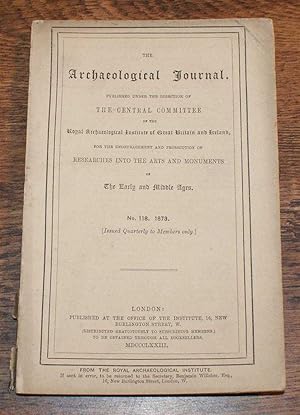 THE
Archaeological Journal,
PUBLISHED UNDER THE DIRECTION OF
THE CENTRAL COMMITTEE
OF THE
Royal Archaeological Institute of Great Britain and Ireland,
FOR THE ENCOURAGEMENT AND PROSECUTION OF
RESEARCHES INTO THE ARTS AND MONUMENTS
OF
The Early and Middle Ages.
No. 118. 1873.
[Issued Quarterly to Members only.]
LONDON:
PUBLISHED AT THE OFFICE OF THE INSTITUTE, 16, NEW
BURLINGTON STREET, W.
(DISTRIBUTED GRATUITOUSLY TO SUBSCRIBING MEMBERS.)
TO BE OBTAINED THROUGH ALL BOOKSELLERS.
MDCCCLXXIII.
FROM THE ROYAL ARCHAEOLOGICAL INSTITUTE.
If sent in error, to be returned to the Secretary, Benjamin Williams, Esq.,
16, New Burlington Street, London, W.